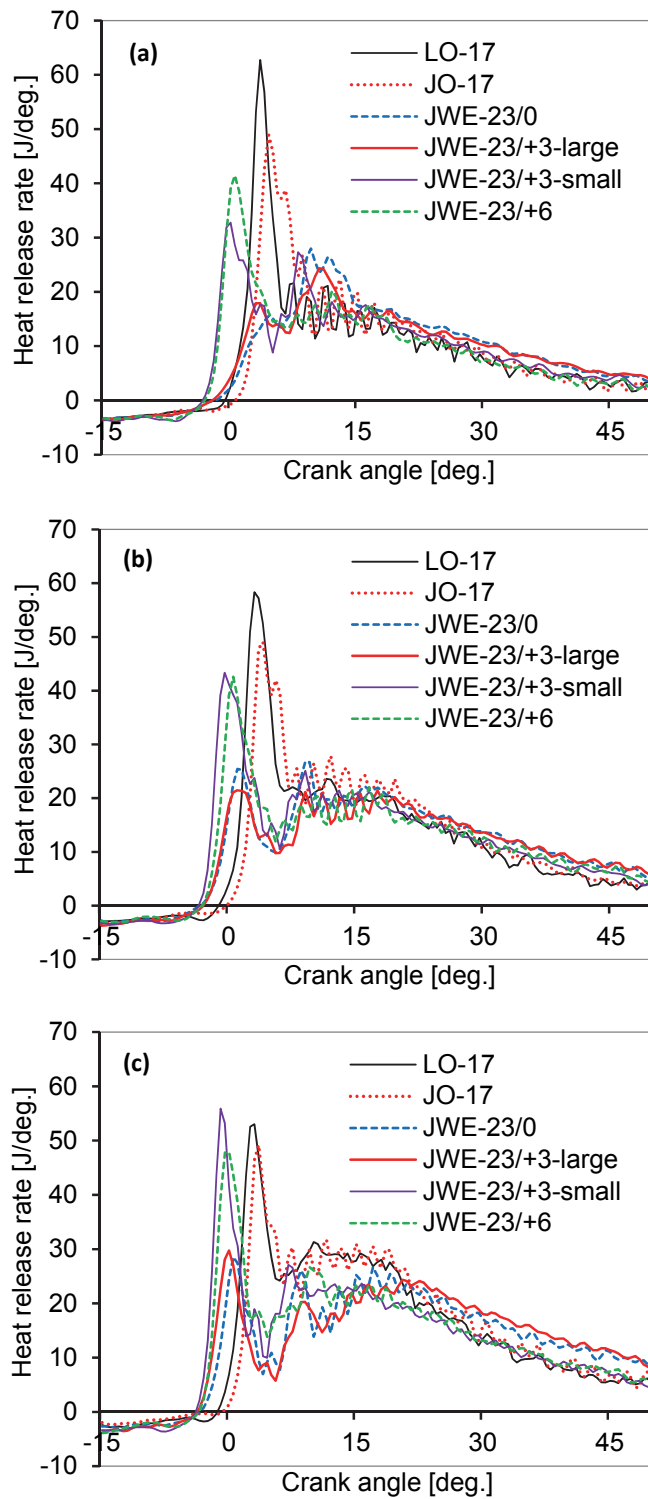 70
60
50
40
30
20
10
0
-10
Heat release rate [J/deg.]
(a)
LO-17
JO-17
JWE-23/0
JWE-23/+3-large
JWE-23/+3-small
JWE-23/+6
-15 0 15 30 45
Crank angle [deg.]
70
60
50
40
30
20
10
0
-10
Heat release rate [J/deg.]
(b)
LO-17
JO-17
JWE-23/0
JWE-23/+3-large
JWE-23/+3-small
JWE-23/+6
-15 0 15 30 45
Crank angle [deg.]
70
60
50
40
30
20
10
0
-10
Heat release rate [J/deg.]
(c)
LO-17
JO-17
JWE-23/0
JWE-23/+3-large
JWE-23/+3-small
JWE-23/+6
-15 0 15 30 45
Crank angle [deg.]